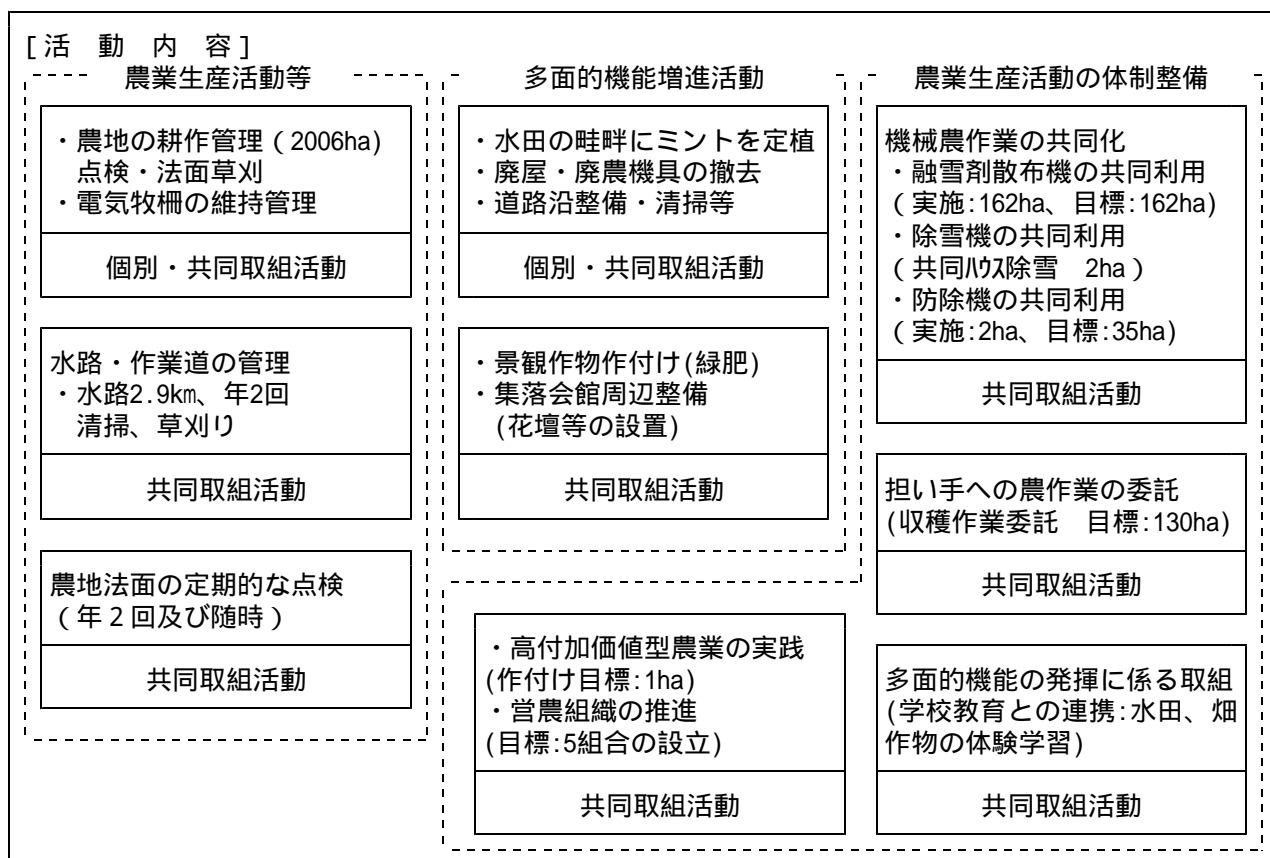 [活 動 内 容]
農業生産活動等
・農地の耕作管理（2006ha)
点検・法面草刈
・電気牧柵の維持管理
個別・共同取組活動
水路・作業道の管理
・水路2.9㎞、年2回
清掃、草刈り
共同取組活動
農地法面の定期的な点検
（年２回及び随時）
共同取組活動
多面的機能増進活動
・水田の畦畔にミントを定植
・廃屋・廃農機具の撤去
・道路沿整備・清掃等
個別・共同取組活動
・景観作物作付け(緑肥)
・集落会館周辺整備
(花壇等の設置)
共同取組活動
農業生産活動の体制整備
機械農作業の共同化
・融雪剤散布機の共同利用
（実施:162ha、目標:162ha)
・除雪機の共同利用
（共同ﾊｳｽ除雪 2ha）
・防除機の共同利用
（実施:2ha、目標:35ha)
共同取組活動
担い手への農作業の委託
(収穫作業委託 目標:130ha)
共同取組活動
・高付加価値型農業の実践
(作付け目標:1ha)
・営農組織の推進
(目標:5組合の設立)
共同取組活動
多面的機能の発揮に係る取組
(学校教育との連携:水田、畑
作物の体験学習)
共同取組活動